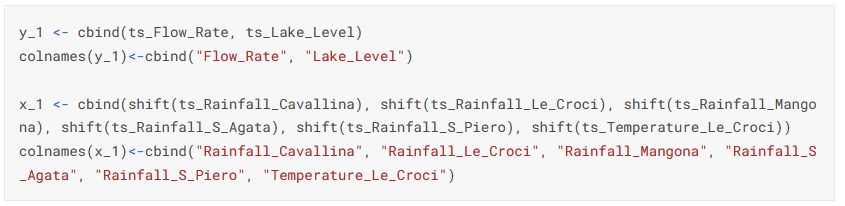 y_1 <- cbind(ts_Flow_Rate, ts_Lake_Level)
colnames(y_1)<-cbind("Flow_Rate", "Lake_Level")

x_1 <- cbind(shift(ts_Rainfall_Cavallina), shift(ts_Rainfall_Le_Croci), shift(ts_Rainfall_Mango
na), shift(ts_Rainfall_S_Agata), shift(ts_Rainfall_S_Piero), shift(ts_Temperature_Le_Croci))
colnames(x_1)<-cbind("Rainfall_Cavallina", "Rainfall_Le_Croci", "Rainfall_Mangona", "Rainfall_S
_Agata", "Rainfall_S_Piero", "Temperature_Le_Croci")